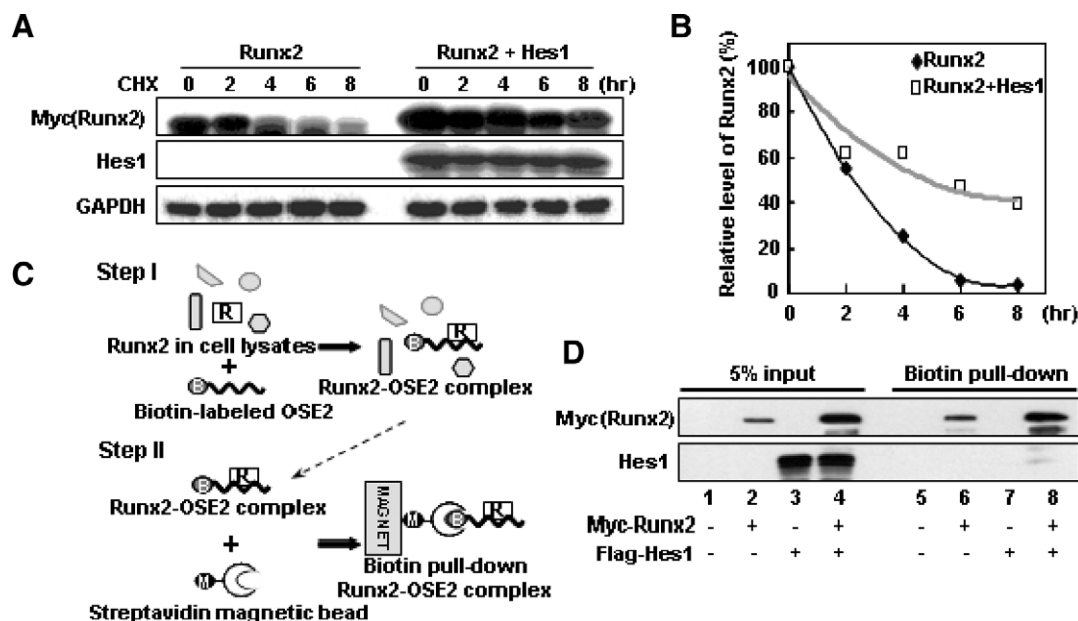 A
Runx2 Runx2 + Hes1
CHX 0 2 4 6 8 0 2 4 6 8 (hr)
Myc(Runx2)
Hes1
GAPDH
B
Relative level of Runx2 (%)
100
80
60
40
20
0
0 2 4 6 8 (hr)
Runx2
Runx2+Hes1
C
Step I
R
Runx2 in cell lysates
+
B
Biotin-labeled OSE2
B R
Runx2-OSE2 complex
Step II
B R
Runx2-OSE2 complex
+
M
Streptavidin magnetic bead
MAGNET
M B R
Biotin pull-down
Runx2-OSE2 complex
D
5% input Biotin pull-down
Myc(Runx2)
Hes1
1 2 3 4 5 6 7 8
Myc-Runx2 - + - + - + - +
Flag-Hes1 - - + + - - + +